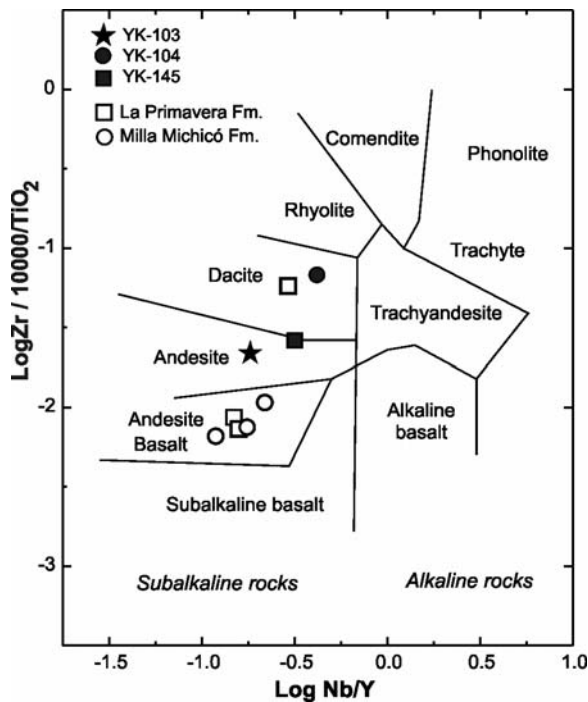 YK-103
YK-104
YK-145
La Primavera Fm.
Milla Michicó Fm.
Comendite
Phonolite
Rhyolite
Trachyte
Dacite
Trachyandesite
Andesite
Andesite
Basalt
Alkaline
basalt
Subalkaline basalt
Subalkaline rocks
Alkaline rocks
LogZr / 10000/TiO₂
0
-1
-2
-3
-1.5
-1.0
-0.5
0.0
0.5
1.0
Log Nb/Y